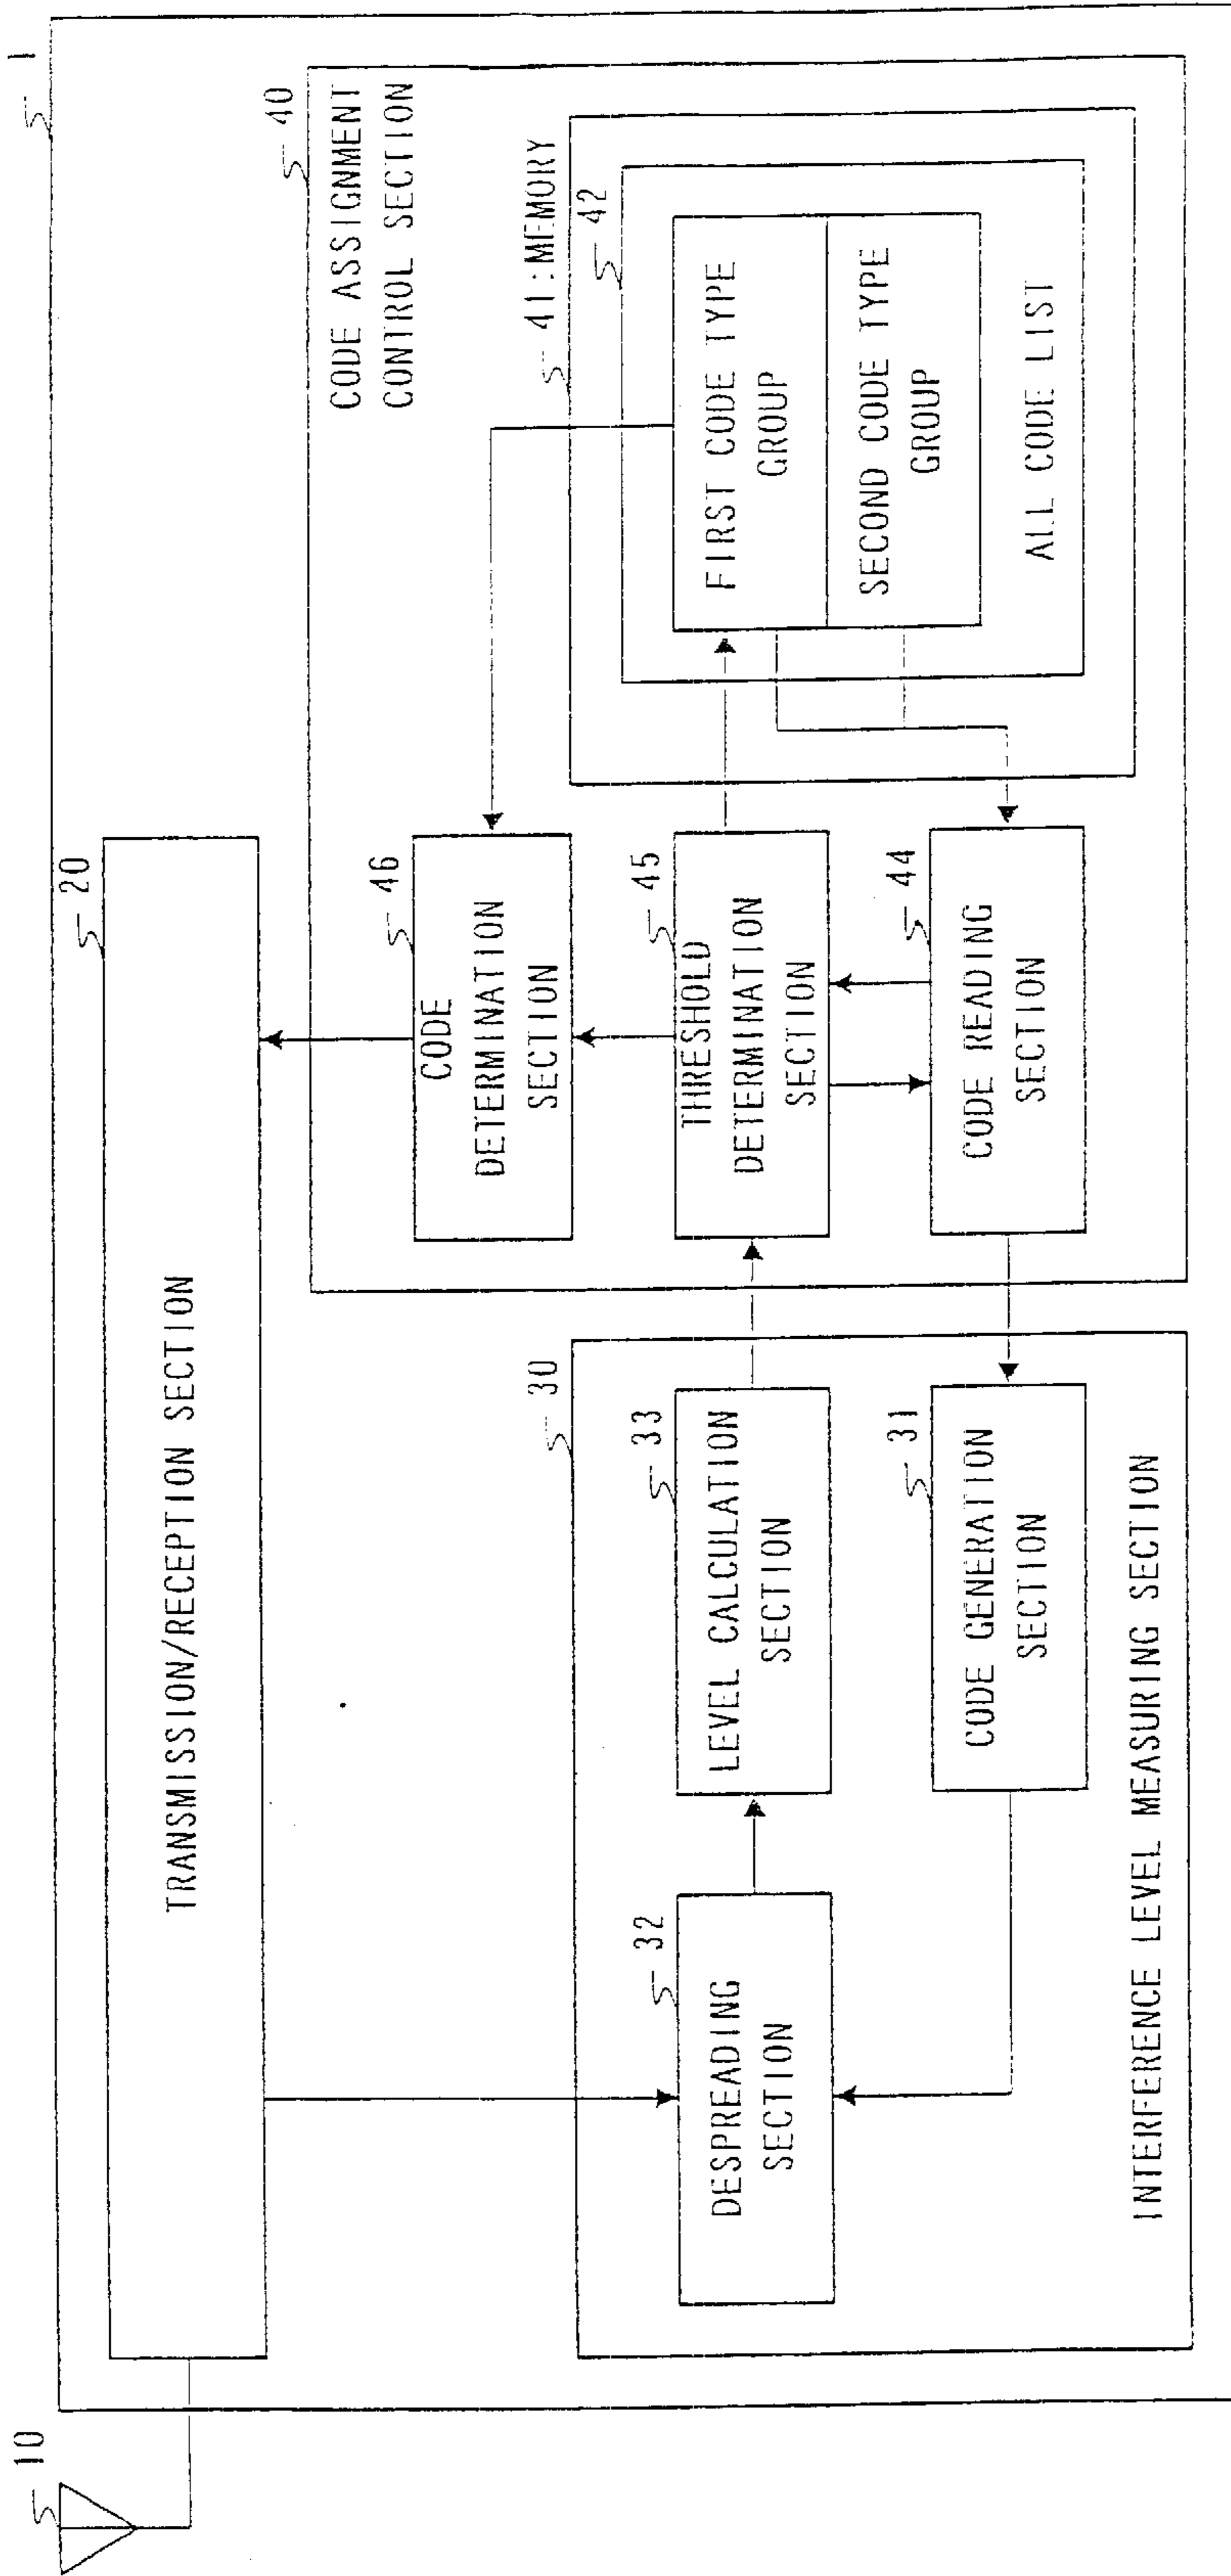 10
1
20
TRANSMISSION/RECEPTION SECTION
40
CODE ASSIGNMENT
CONTROL SECTION
46
CODE
DETERMINATION
SECTION
41:MEMORY
42
30
32
DESPREADING
SECTION
33
LEVEL CALCULATION
SECTION
45
THRESHOLD
DETERMINATION
SECTION
FIRST CODE TYPE
GROUP
SECOND CODE TYPE
GROUP
31
CODE GENERATION
SECTION
44
CODE READING
SECTION
ALL CODE LIST
INTERFERENCE LEVEL MEASURING SECTION